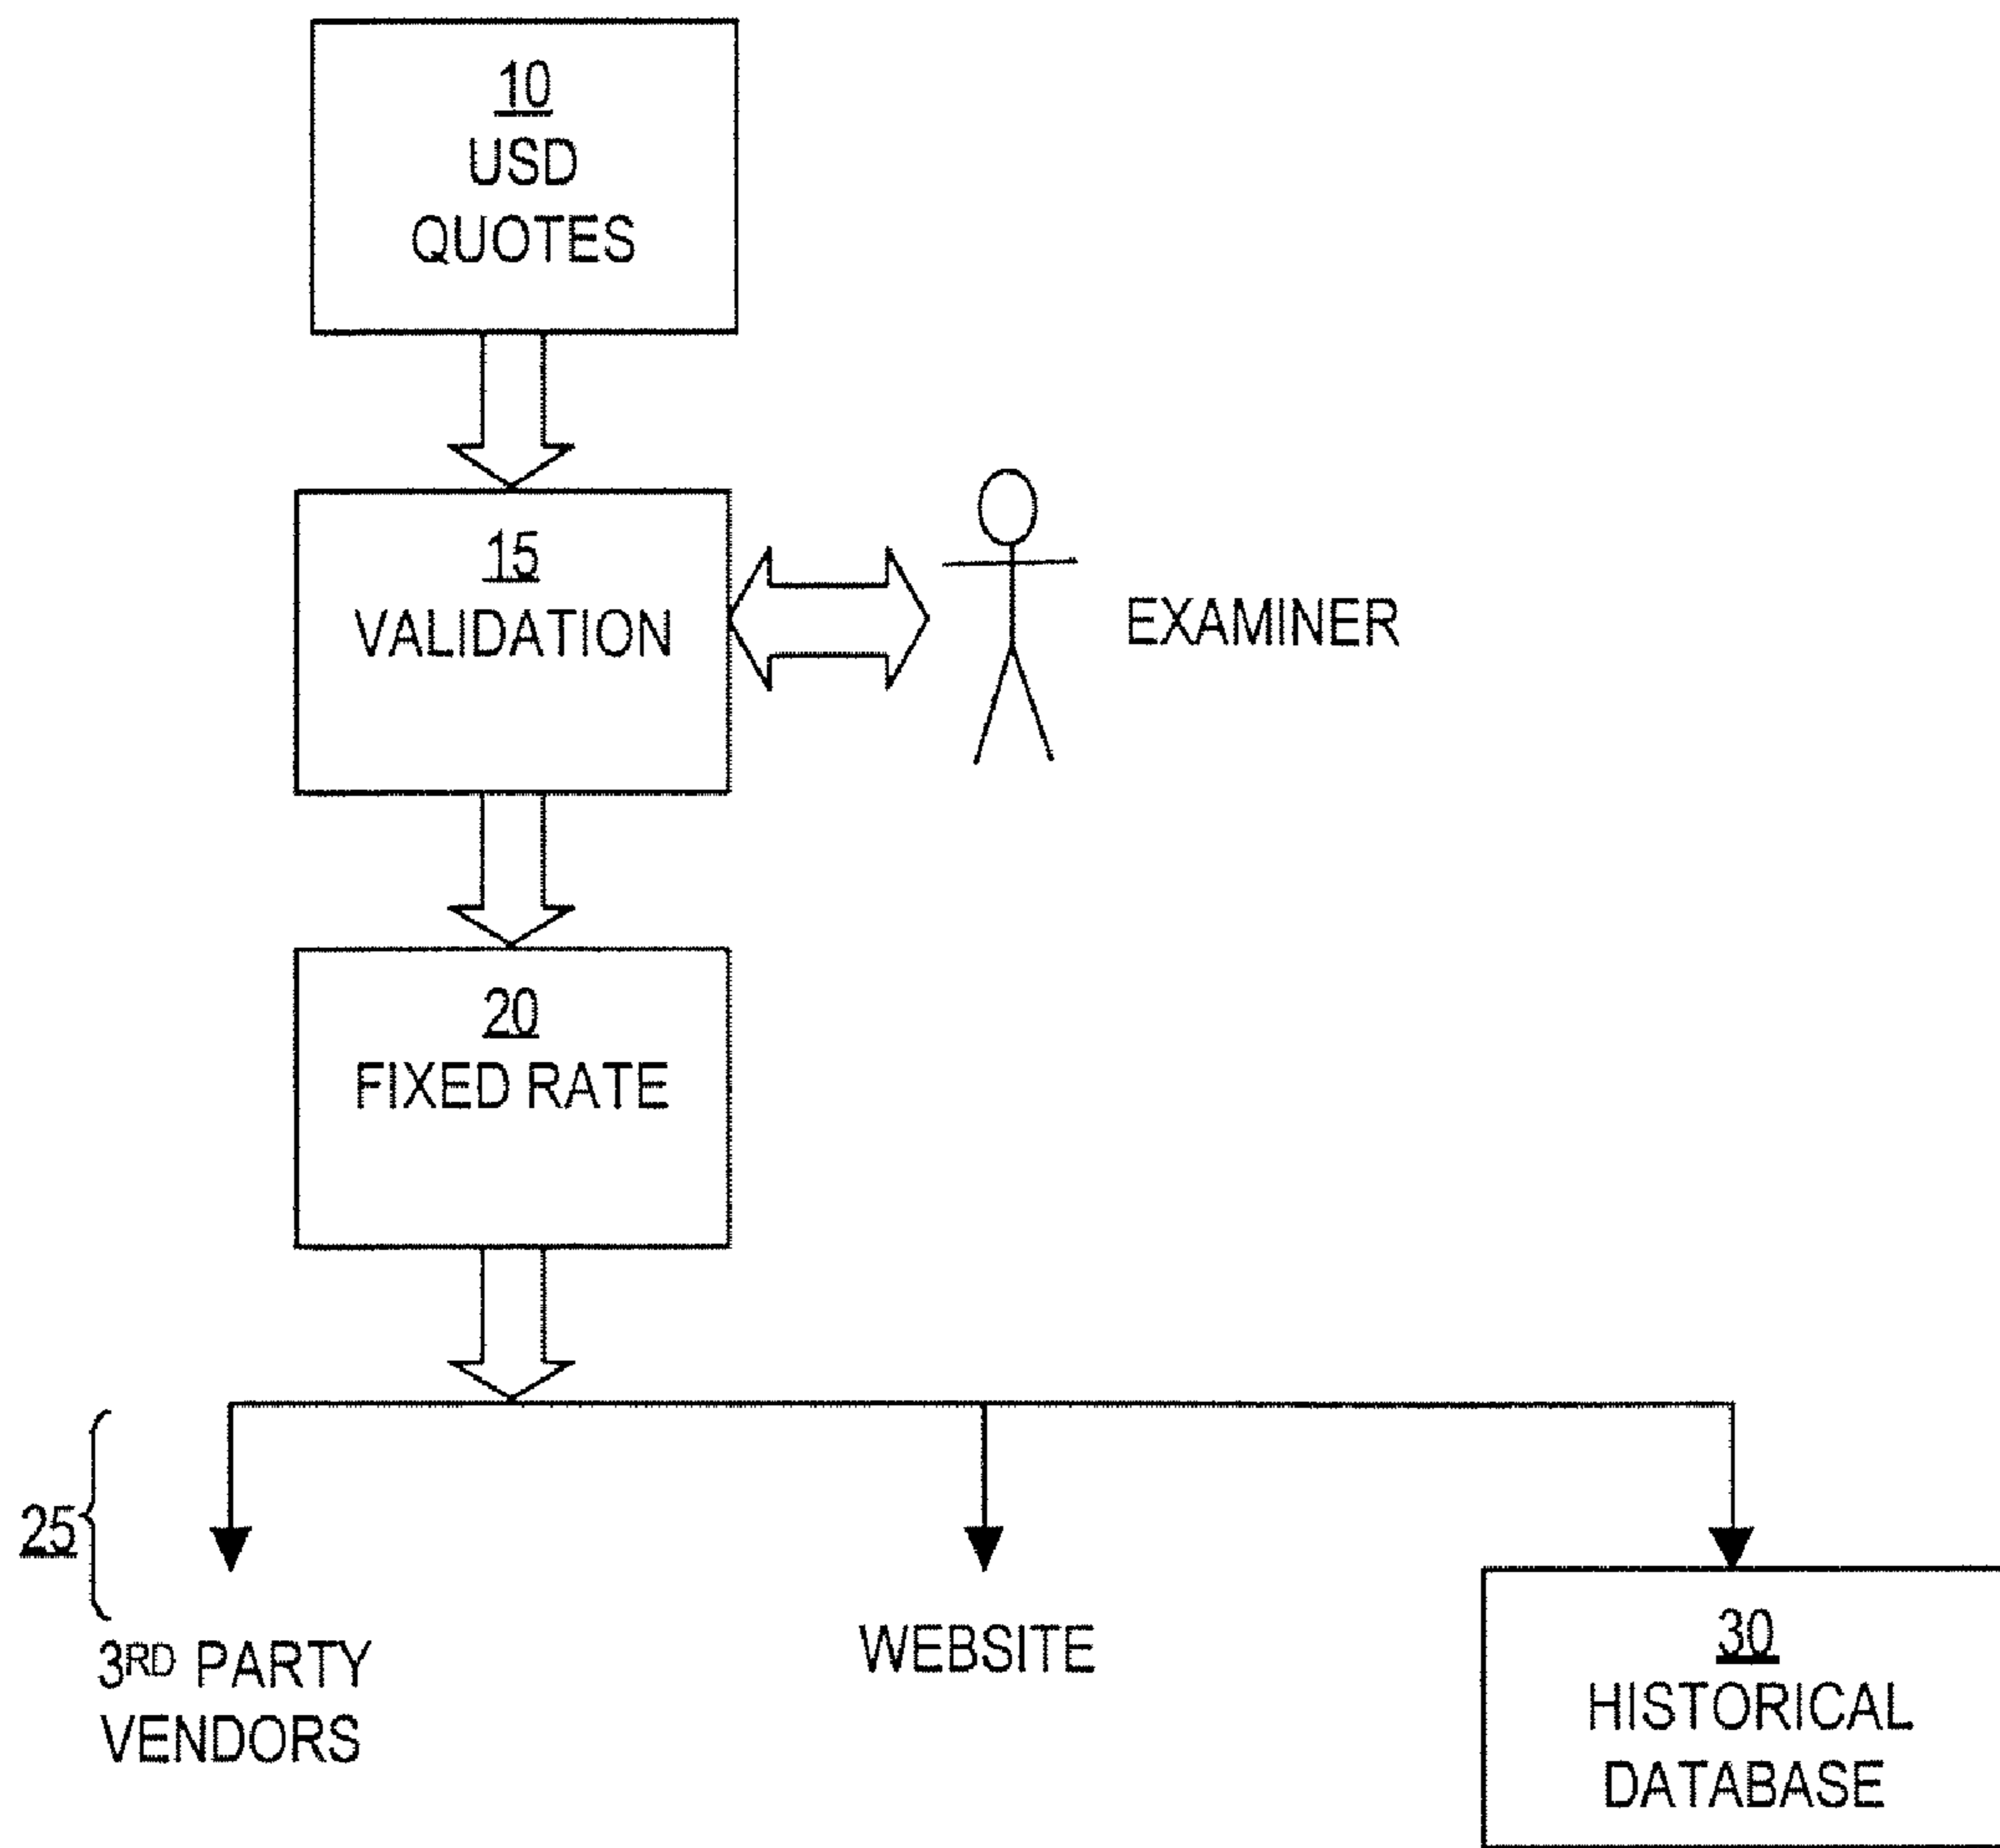 10
USD
QUOTES
15
VALIDATION
EXAMINER
20
FIXED RATE
25
3RD PARTY
VENDORS
WEBSITE
30
HISTORICAL
DATABASE